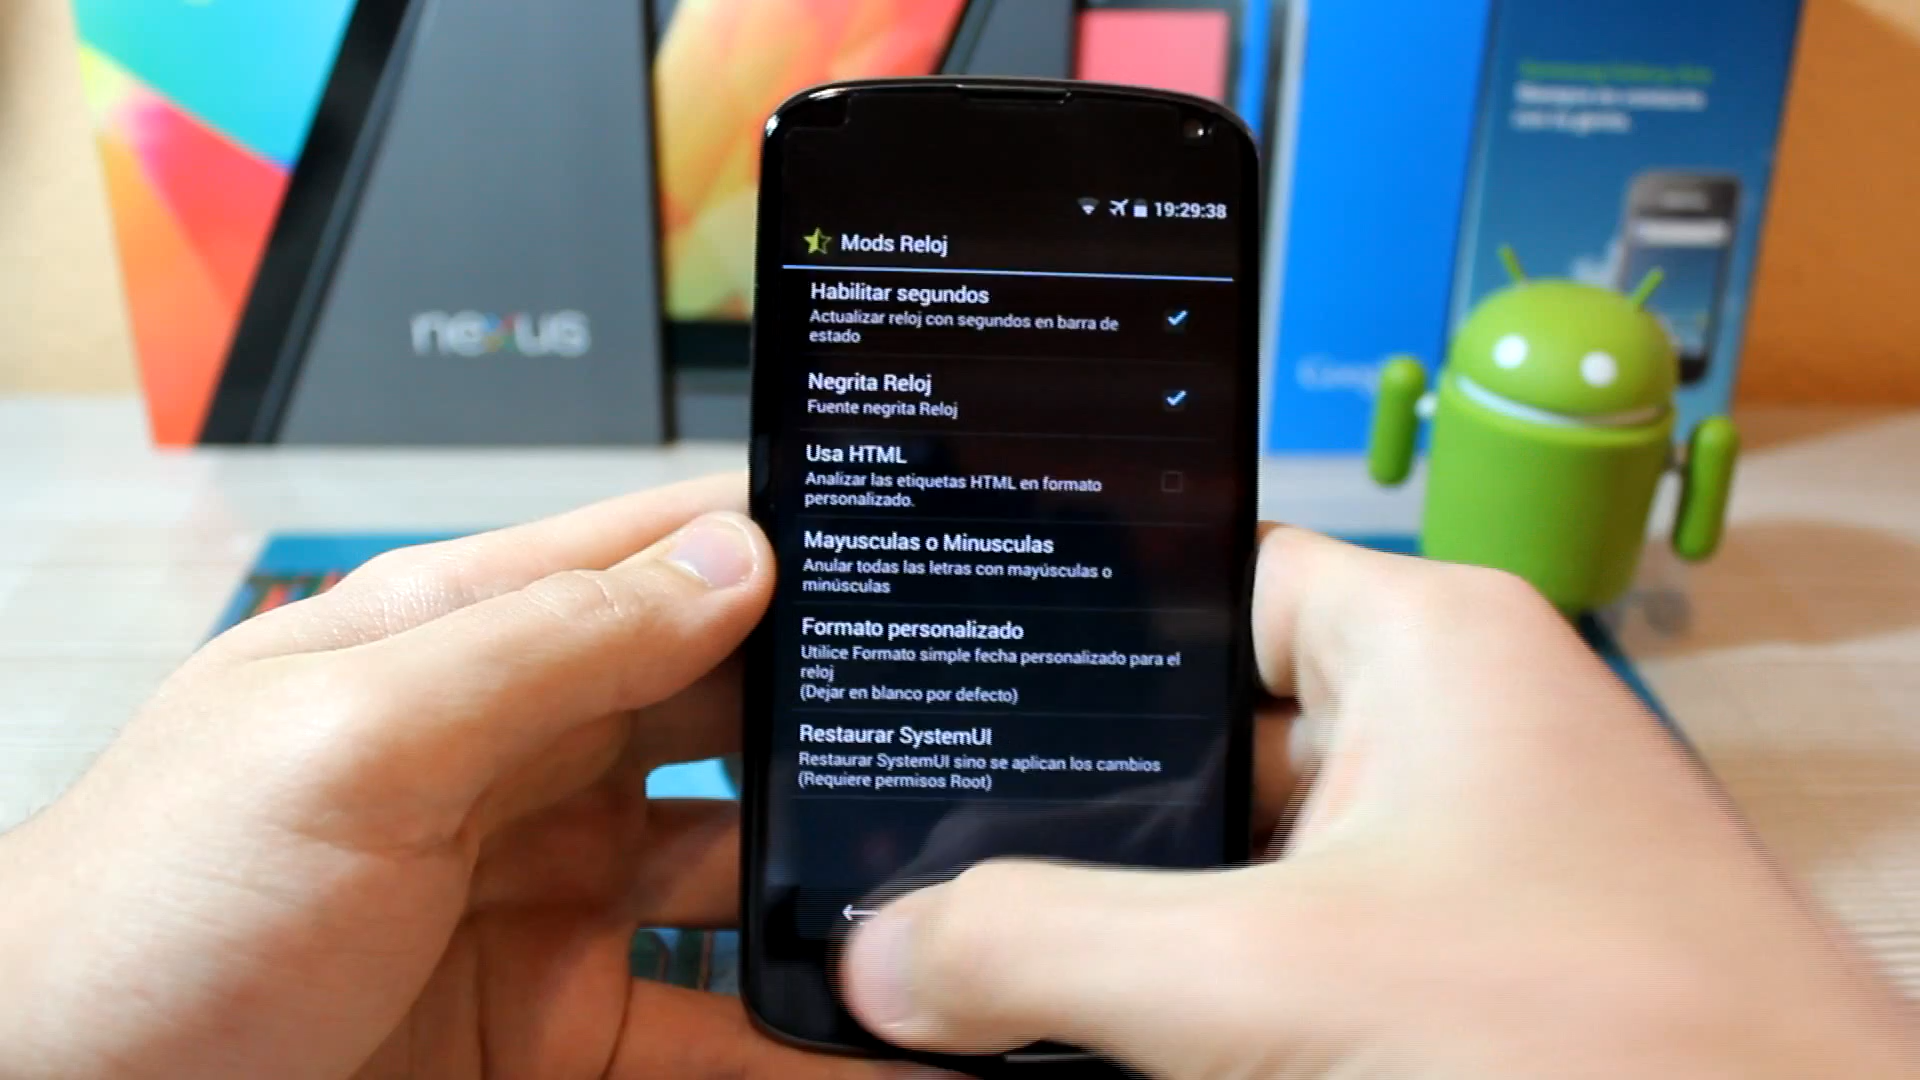 nexus
19:29:38
Mods Reloj
Habilitar segundos
Actualizar reloj con segundos en barra de
estado
Negrita Reloj
Fuente negrita Reloj
Usa HTML
Analizar las etiquetas HTML en formato
personalizado.
Mayusculas o Minusculas
Anular todas las letras con mayúsculas o
minúsculas
Formato personalizado
Utilice Formato simple fecha personalizado para el
reloj
(Dejar en blanco por defecto)
Restaurar SystemUI
Restaurar SystemUI sino se aplican los cambios
(Requiere permisos Root)